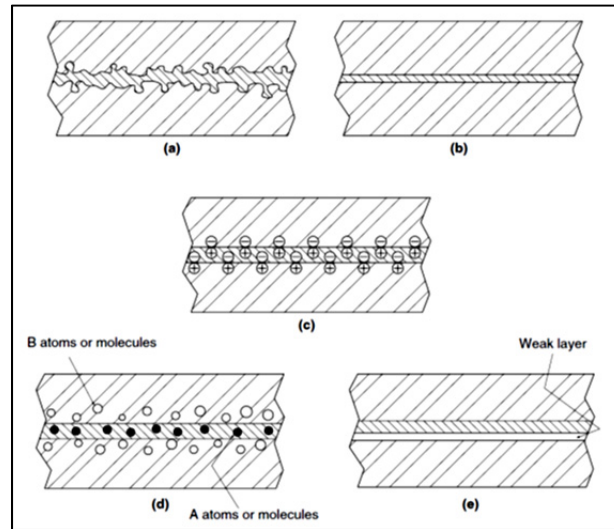 (a)
(b)
(c)
B atoms or molecules
Weak layer
(d)
A atoms or molecules
(e)